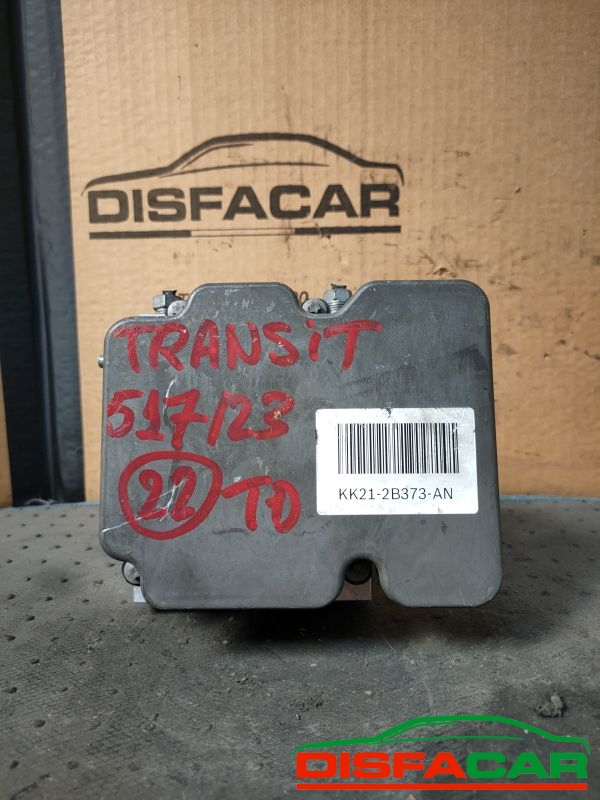 DISFACAR
TRANSiT
517/23
22 TD
KK21-2B373-AN
DISFACAR